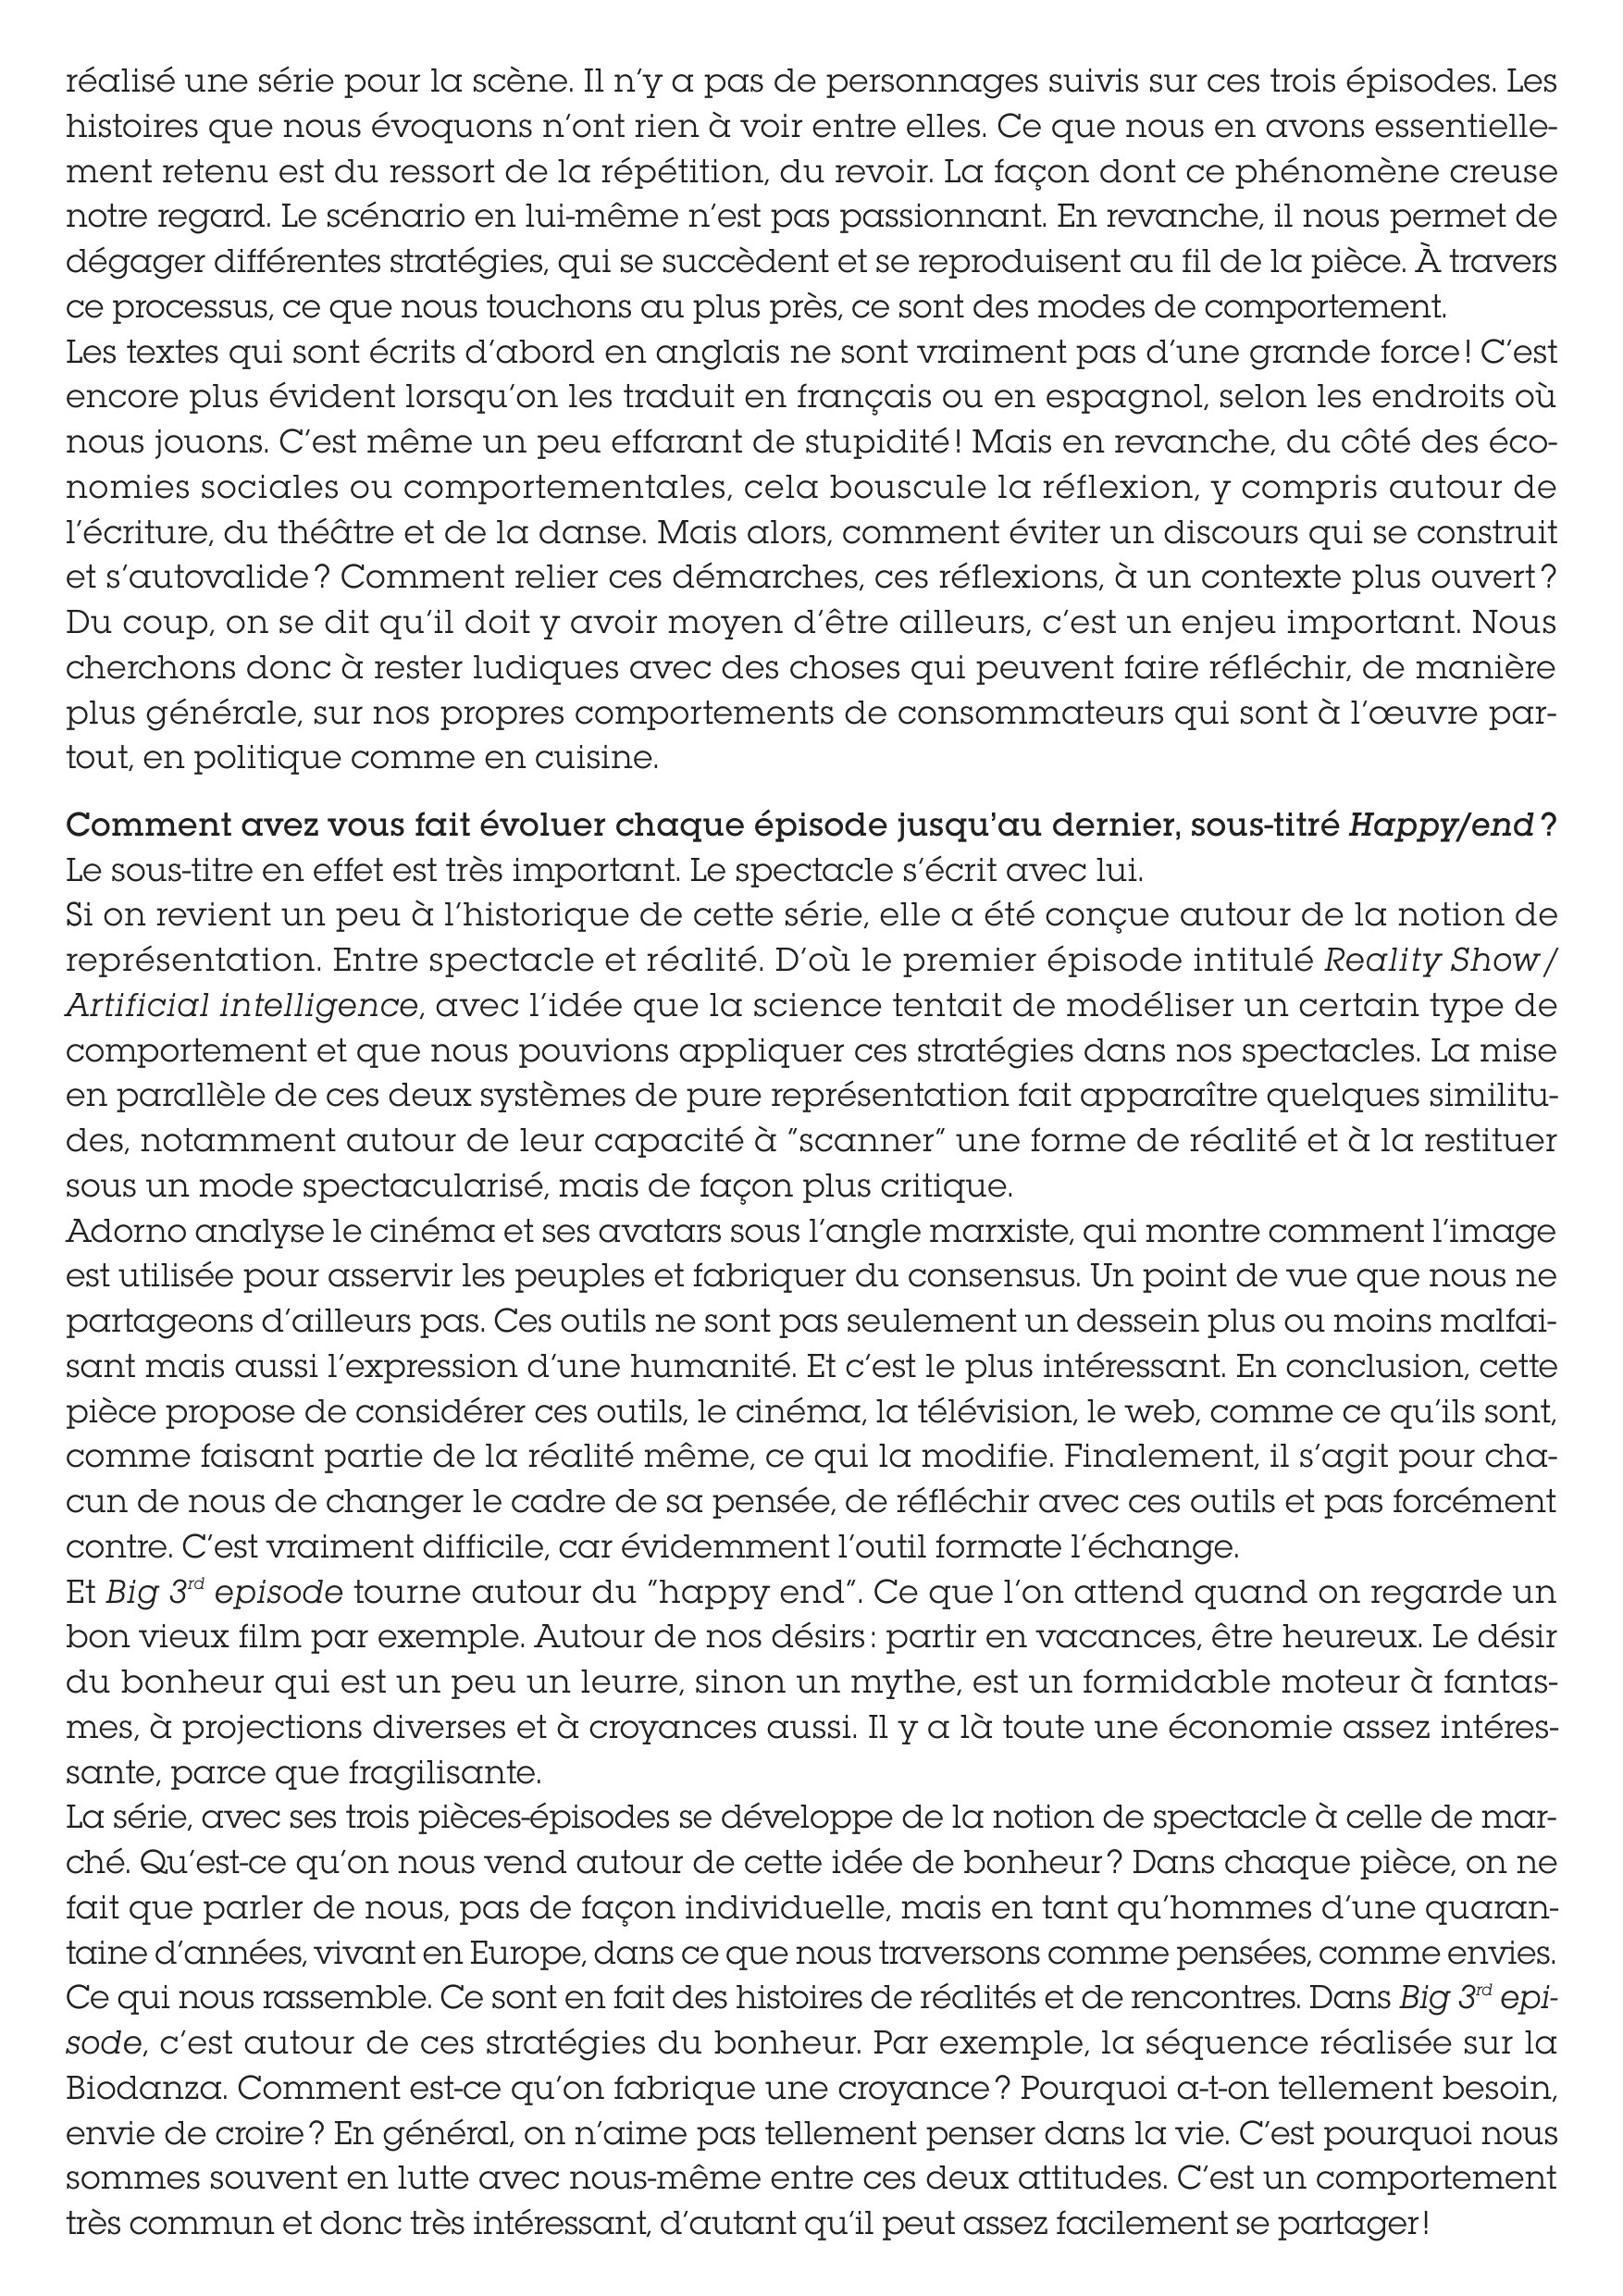 réalisé une série pour la scène. Il n’y a pas de personnages suivis sur ces trois épisodes. Les
histoires que nous évoquons n’ont rien à voir entre elles. Ce que nous en avons essentielle-
ment retenu est du ressort de la répétition, du revoir. La façon dont ce phénomène creuse
notre regard. Le scénario en lui-même n’est pas passionnant. En revanche, il nous permet de
dégager différentes stratégies, qui se succèdent et se reproduisent au fil de la pièce. À travers
ce processus, ce que nous touchons au plus près, ce sont des modes de comportement.
Les textes qui sont écrits d’abord en anglais ne sont vraiment pas d’une grande force ! C’est
encore plus évident lorsqu’on les traduit en français ou en espagnol, selon les endroits où
nous jouons. C’est même un peu effarant de stupidité ! Mais en revanche, du côté des éco-
nomies sociales ou comportementales, cela bouscule la réflexion, y compris autour de
l’écriture, du théâtre et de la danse. Mais alors, comment éviter un discours qui se construit
et s’autovalide ? Comment relier ces démarches, ces réflexions, à un contexte plus ouvert ?
Du coup, on se dit qu’il doit y avoir moyen d’être ailleurs, c’est un enjeu important. Nous
cherchons donc à rester ludiques avec des choses qui peuvent faire réfléchir, de manière
plus générale, sur nos propres comportements de consommateurs qui sont à l’œuvre par-
tout, en politique comme en cuisine.
Comment avez vous fait évoluer chaque épisode jusqu’au dernier, sous-titré Happy/end ?
Le sous-titre en effet est très important. Le spectacle s’écrit avec lui.
Si on revient un peu à l’historique de cette série, elle a été conçue autour de la notion de
représentation. Entre spectacle et réalité. D’où le premier épisode intitulé Reality Show /
Artificial intelligence, avec l’idée que la science tentait de modéliser un certain type de
comportement et que nous pouvions appliquer ces stratégies dans nos spectacles. La mise
en parallèle de ces deux systèmes de pure représentation fait apparaître quelques similitu-
des, notamment autour de leur capacité à ”scanner” une forme de réalité et à la restituer
sous un mode spectacularisé, mais de façon plus critique.
Adorno analyse le cinéma et ses avatars sous l’angle marxiste, qui montre comment l’image
est utilisée pour asservir les peuples et fabriquer du consensus. Un point de vue que nous ne
partageons d’ailleurs pas. Ces outils ne sont pas seulement un dessein plus ou moins malfai-
sant mais aussi l’expression d’une humanité. Et c’est le plus intéressant. En conclusion, cette
pièce propose de considérer ces outils, le cinéma, la télévision, le web, comme ce qu’ils sont,
comme faisant partie de la réalité même, ce qui la modifie. Finalement, il s’agit pour cha-
cun de nous de changer le cadre de sa pensée, de réfléchir avec ces outils et pas forcément
contre. C’est vraiment difficile, car évidemment l’outil formate l’échange.
Et Big 3rd episode tourne autour du ”happy end”. Ce que l’on attend quand on regarde un
bon vieux film par exemple. Autour de nos désirs : partir en vacances, être heureux. Le désir
du bonheur qui est un peu un leurre, sinon un mythe, est un formidable moteur à fantas-
mes, à projections diverses et à croyances aussi. Il y a là toute une économie assez intéres-
sante, parce que fragilisante.
La série, avec ses trois pièces-épisodes se développe de la notion de spectacle à celle de mar-
ché. Qu’est-ce qu’on nous vend autour de cette idée de bonheur ? Dans chaque pièce, on ne
fait que parler de nous, pas de façon individuelle, mais en tant qu’hommes d’une quaran-
taine d’années, vivant en Europe, dans ce que nous traversons comme pensées, comme envies.
Ce qui nous rassemble. Ce sont en fait des histoires de réalités et de rencontres. Dans Big 3rd epi-
sode, c’est autour de ces stratégies du bonheur. Par exemple, la séquence réalisée sur la
Biodanza. Comment est-ce qu’on fabrique une croyance ? Pourquoi a-t-on tellement besoin,
envie de croire ? En général, on n’aime pas tellement penser dans la vie. C’est pourquoi nous
sommes souvent en lutte avec nous-même entre ces deux attitudes. C’est un comportement
très commun et donc très intéressant, d’autant qu’il peut assez facilement se partager !